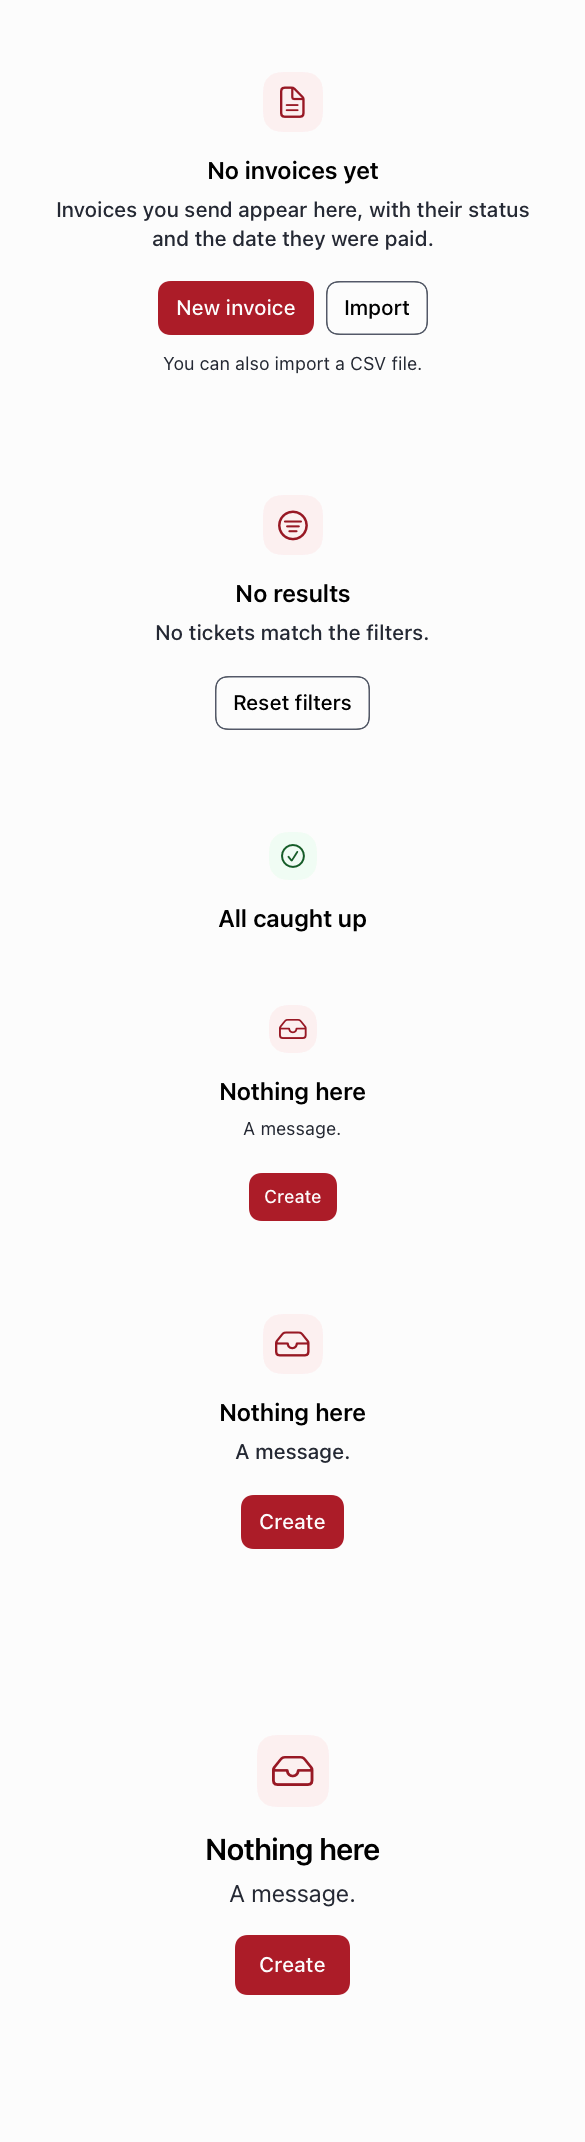 No invoices yet
Invoices you send appear here, with their status
and the date they were paid.
New invoice
Import
You can also import a CSV file.
No results
No tickets match the filters.
Reset filters
All caught up
Nothing here
A message.
Create
Nothing here
A message.
Create
Nothing here
A message.
Create